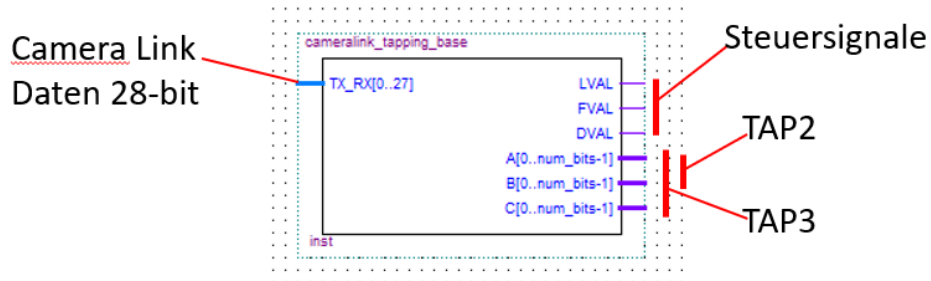 Camera Link
Daten 28-bit
cameralink_tapping_base
TX_RX[0..27]
LVAL
FVAL
DVAL
A[0..num_bits-1]
B[0..num_bits-1]
C[0..num_bits-1]
inst
Steuersignale
TAP2
TAP3